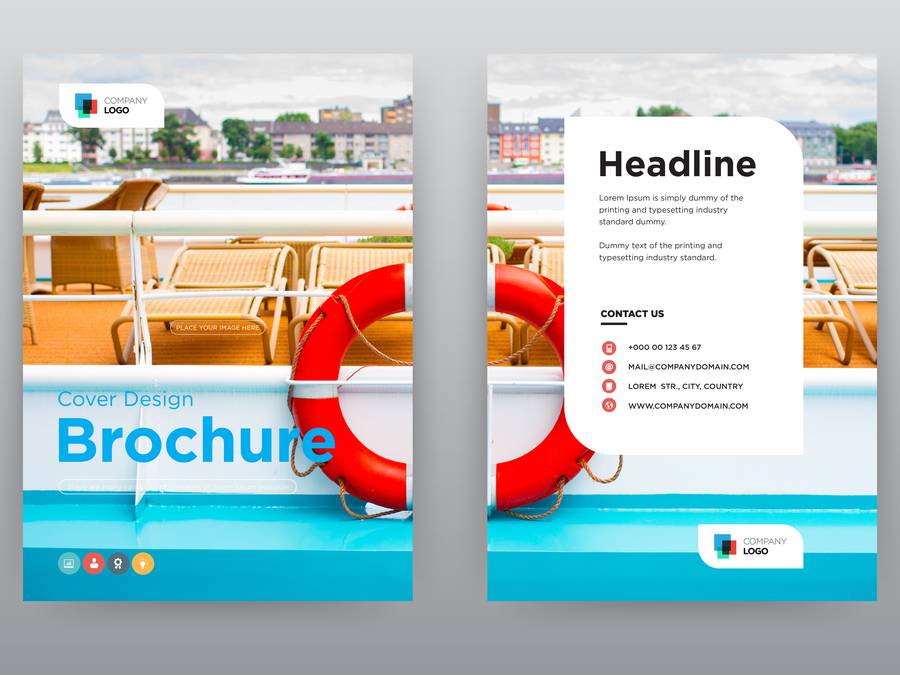 COMPANY
LOGO
PLACE YOUR IMAGE HERE
Cover Design
Brochure
COMPANY
LOGO
Headline
Lorem Ipsum is simply dummy of the
printing and typesetting industry
standard dummy.
Dummy text of the printing and
typesetting industry standard.
CONTACT US
+000 00 123 45 67
MAIL@COMPANYDOMAIN.COM
LOREM STR., CITY, COUNTRY
WWW.COMPANYDOMAIN.COM